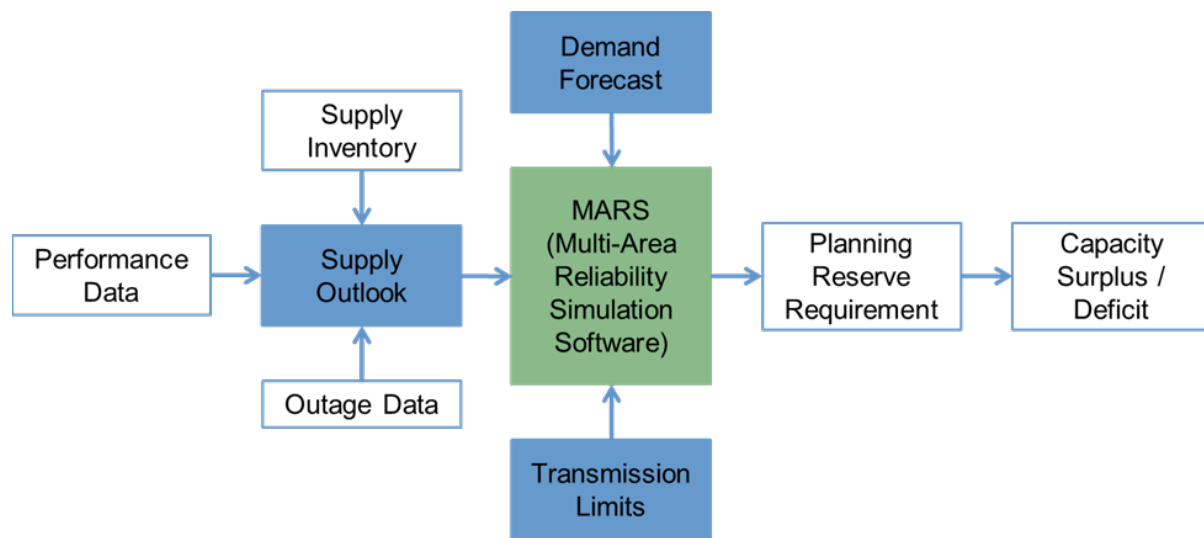 Demand
Forecast
Supply
Inventory
Performance
Data
Supply
Outlook
MARS
(Multi-Area
Reliability
Simulation
Software)
Planning
Reserve
Requirement
Capacity
Surplus /
Deficit
Outage Data
Transmission
Limits